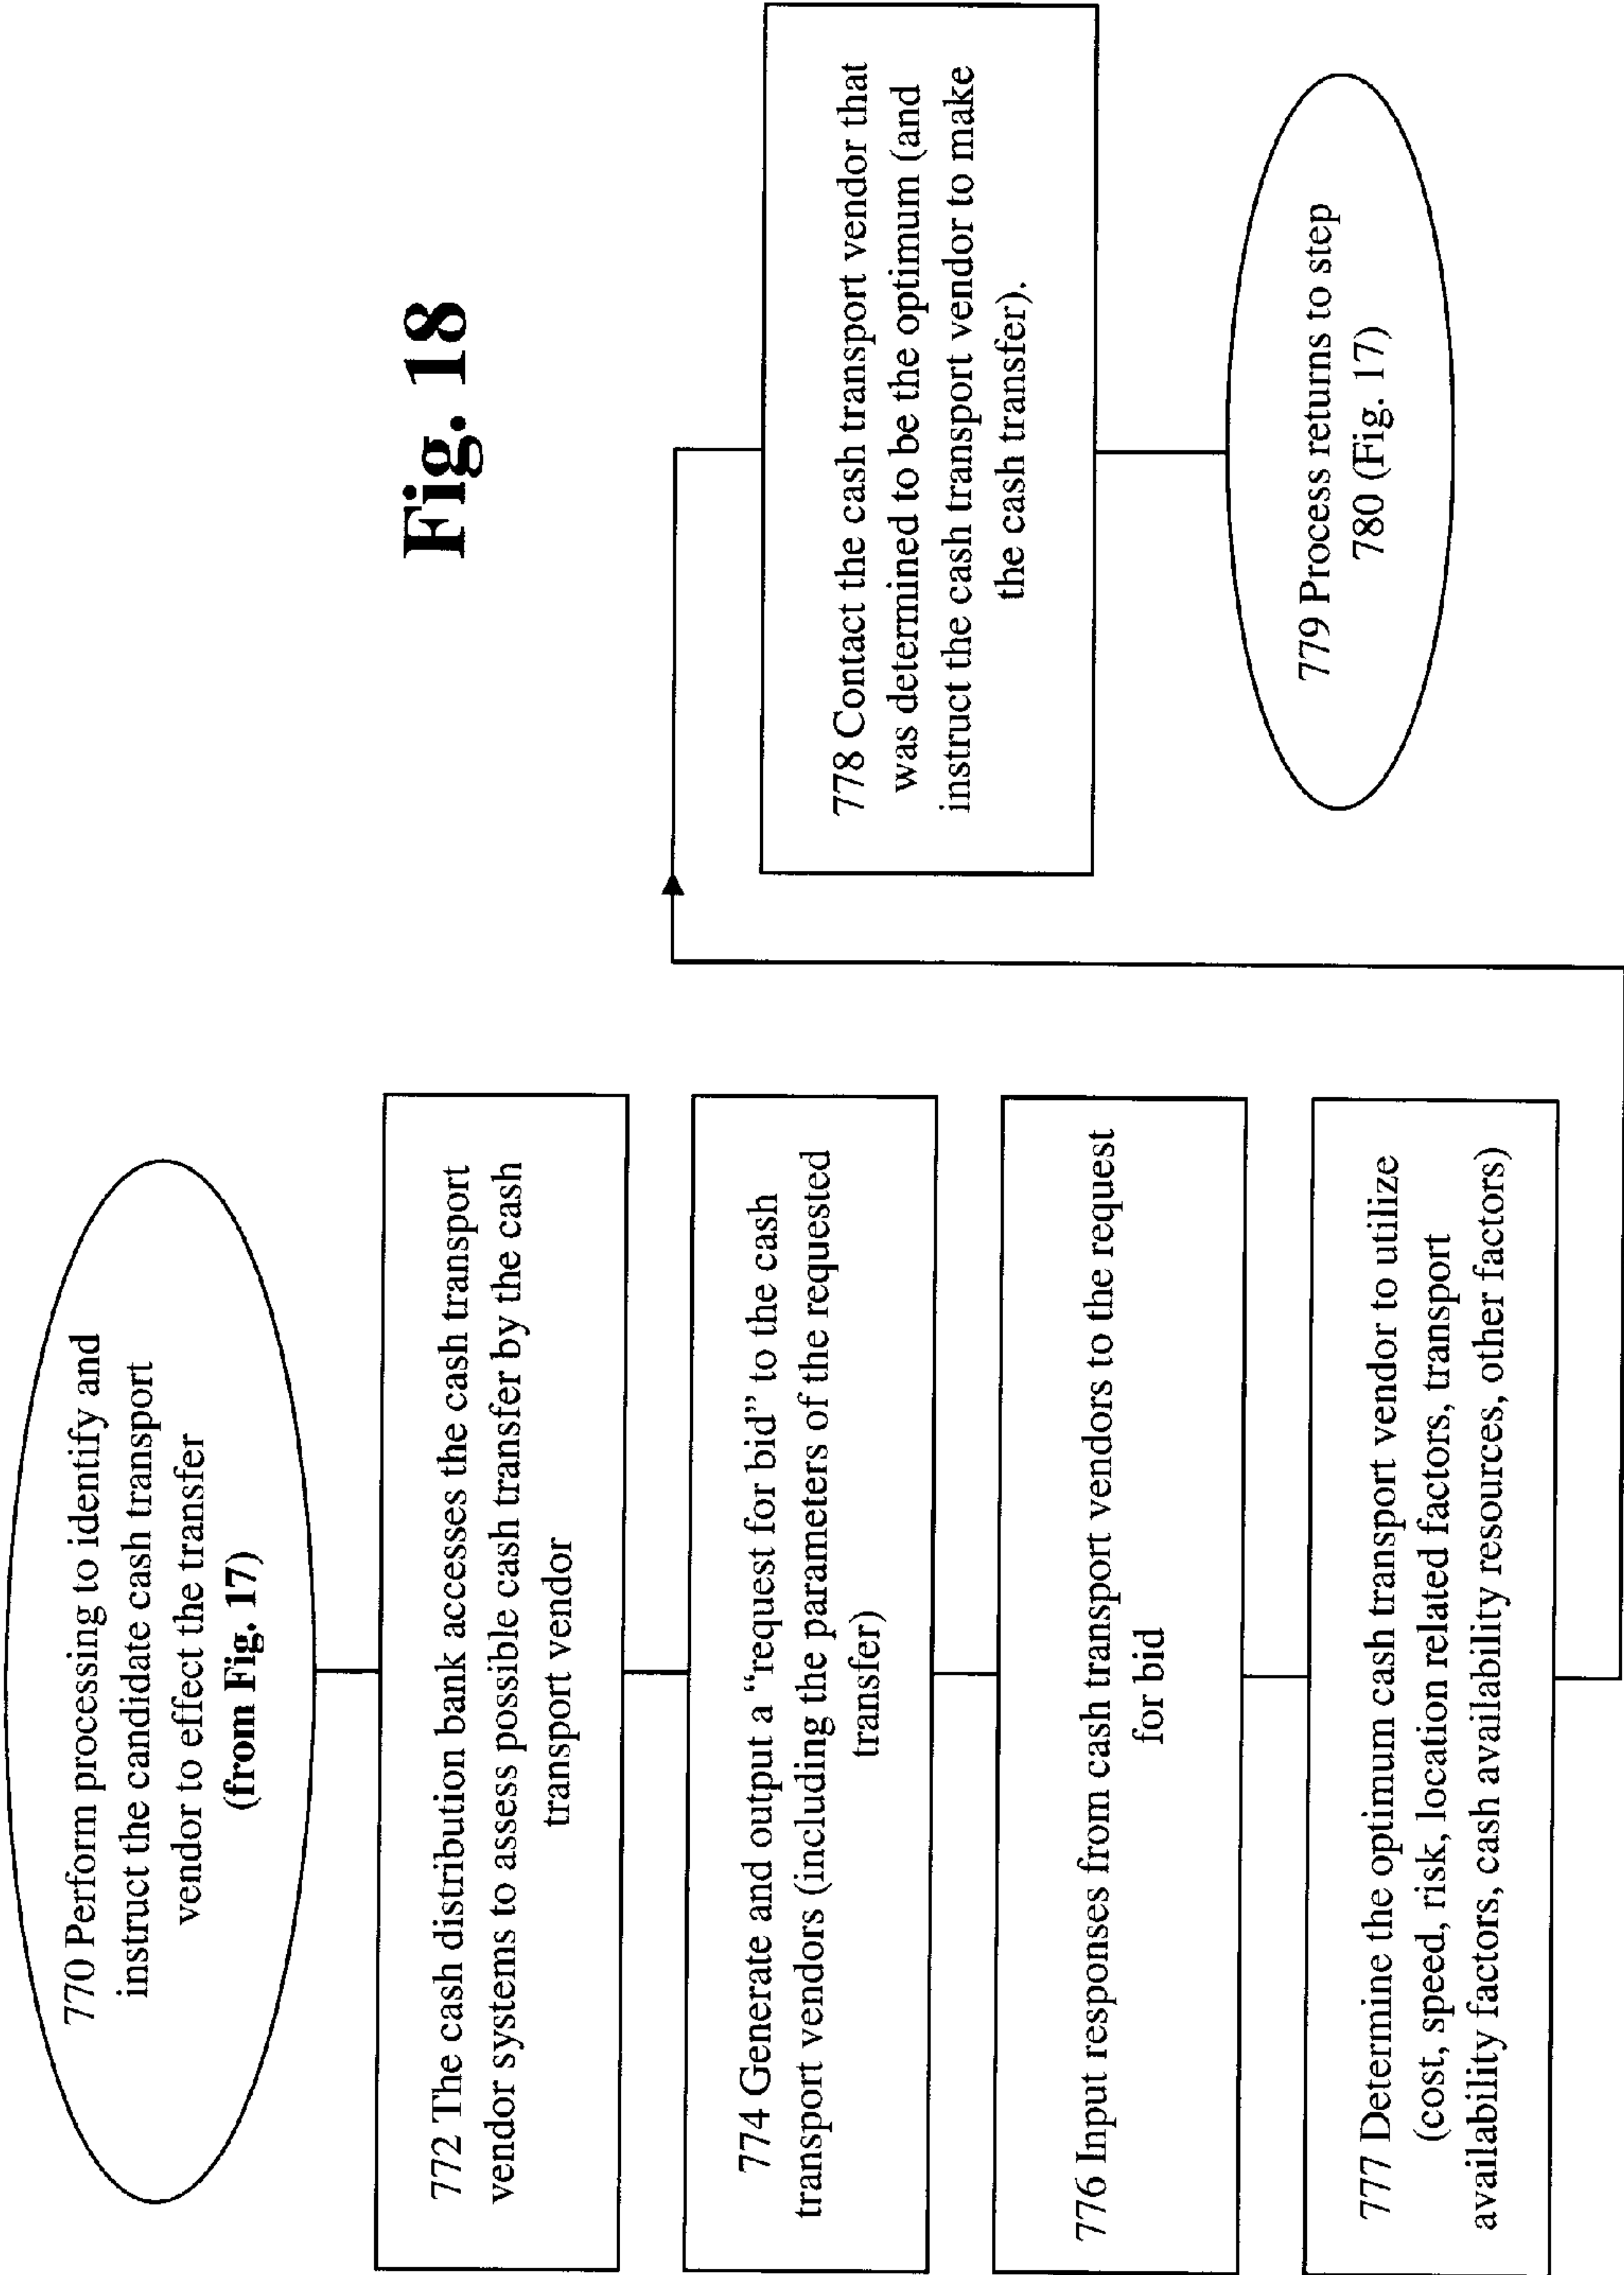 Fig. 18
770 Perform processing to identify and
instruct the candidate cash transport
vendor to effect the transfer
(from Fig. 17)
772 The cash distribution bank accesses the cash transport
vendor systems to assess possible cash transfer by the cash
transport vendor
774 Generate and output a “request for bid” to the cash
transport vendors (including the parameters of the requested
transfer)
776 Input responses from cash transport vendors to the request
for bid
777 Determine the optimum cash transport vendor to utilize
(cost, speed, risk, location related factors, transport
availability factors, cash availability resources, other factors)
778 Contact the cash transport vendor that
was determined to be the optimum (and
instruct the cash transport vendor to make
the cash transfer).
779 Process returns to step
780 (Fig. 17)